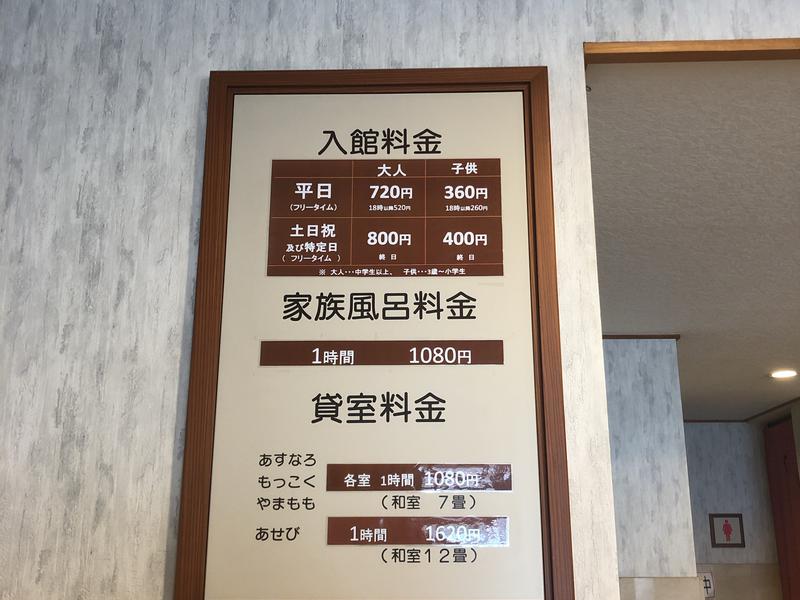 入館料金
大人 子供
平日 720円 360円
(フリータイム) 18時以降520円 18時以降260円
土日祝
及び特定日 800円 400円
(フリータイム) 終日 終日
※ 大人･･･中学生以上、 子供･･･3歳～小学生
家族風呂料金
1時間 1080円
貸室料金
あすなろ
もっこく 各室 1時間 1080円
やまもも (和室 7畳)
あせび 1時間 1620円
(和室12畳)